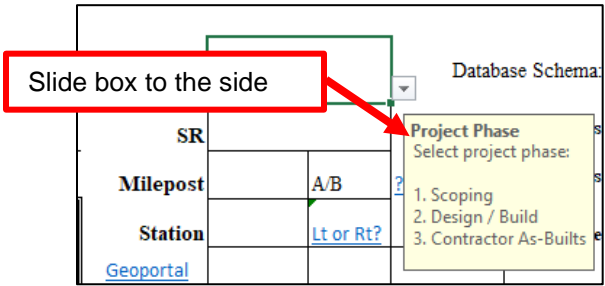 Slide box to the side
Database Schema:
Project Phase
Select project phase:
1. Scoping
2. Design / Build
3. Contractor As-Builts
SR
s
Milepost
A/B
?
s
Station
Lt or Rt?
e
Geoportal